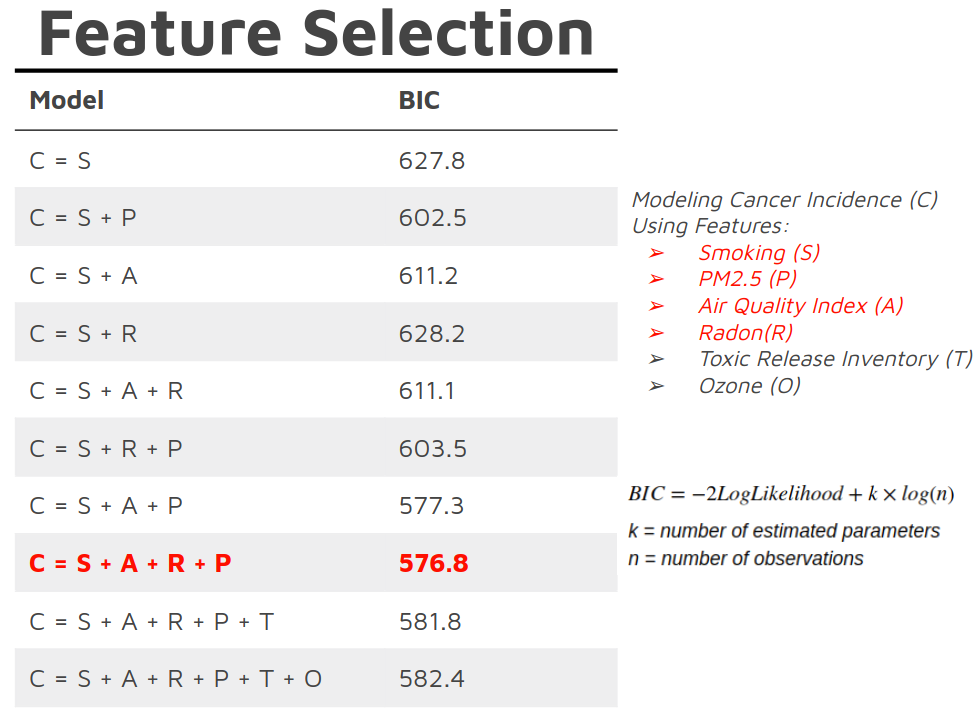 Feature Selection
Model BIC
C = S 627.8
C = S + P 602.5
C = S + A 611.2
C = S + R 628.2
C = S + A + R 611.1
C = S + R + P 603.5
C = S + A + P 577.3
C = S + A + R + P 576.8
C = S + A + R + P + T 581.8
C = S + A + R + P + T + O 582.4
Modeling Cancer Incidence (C)
Using Features:
➢ Smoking (S)
➢ PM2.5 (P)
➢ Air Quality Index (A)
➢ Radon(R)
➢ Toxic Release Inventory (T)
➢ Ozone (O)
BIC = −2LogLikelihood + k × log(n)
k = number of estimated parameters
n = number of observations